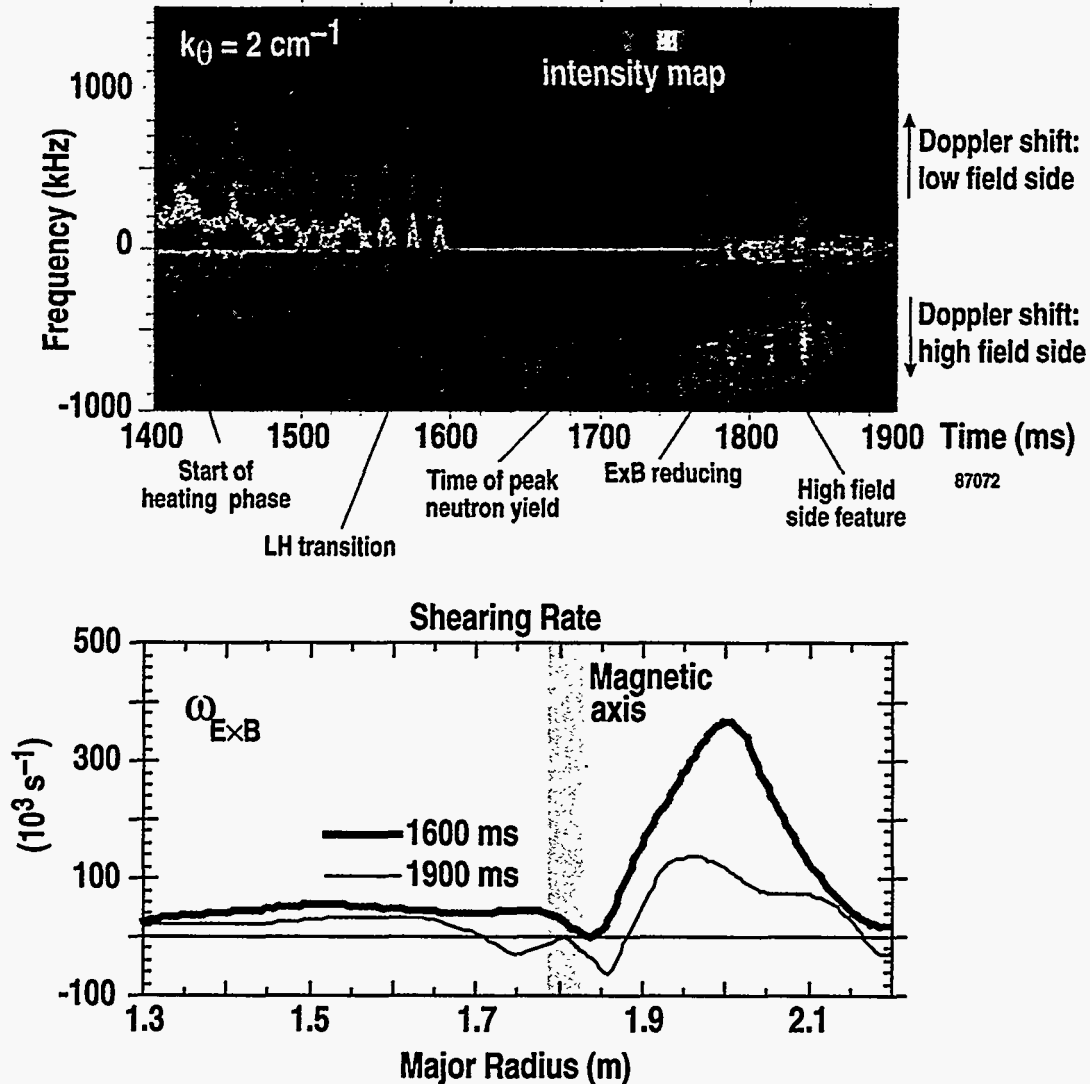 kθ = 2 cm⁻¹
intensity map
1000
0
-1000
Frequency (kHz)
Doppler shift:
low field side
Doppler shift:
high field side
1400 1500 1600 1700 1800 1900 Time (ms)
87072
Start of
heating phase
LH transition
Time of peak
neutron yield
ExB reducing
High field
side feature
Shearing Rate
500
300
100
-100
(10³ s⁻¹)
ωE×B
Magnetic
axis
1600 ms
1900 ms
1.3 1.5 1.7 1.9 2.1
Major Radius (m)